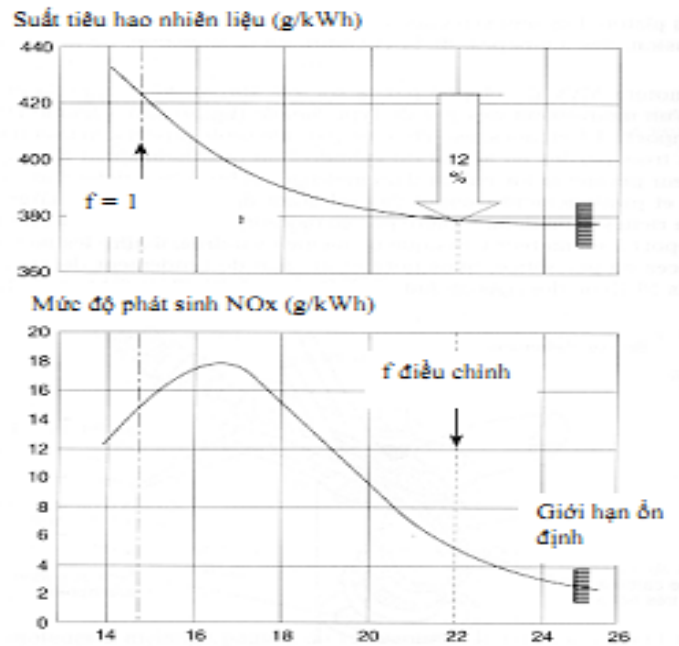 Suất tiêu hao nhiên liệu (g/kWh)
440
420
400
380
360
12
%
f = 1
Mức độ phát sinh NOx (g/kWh)
20
18
16
14
12
10
8
6
4
2
0
f điều chỉnh
Giới hạn ổn
định
14 16 18 20 22 24 26